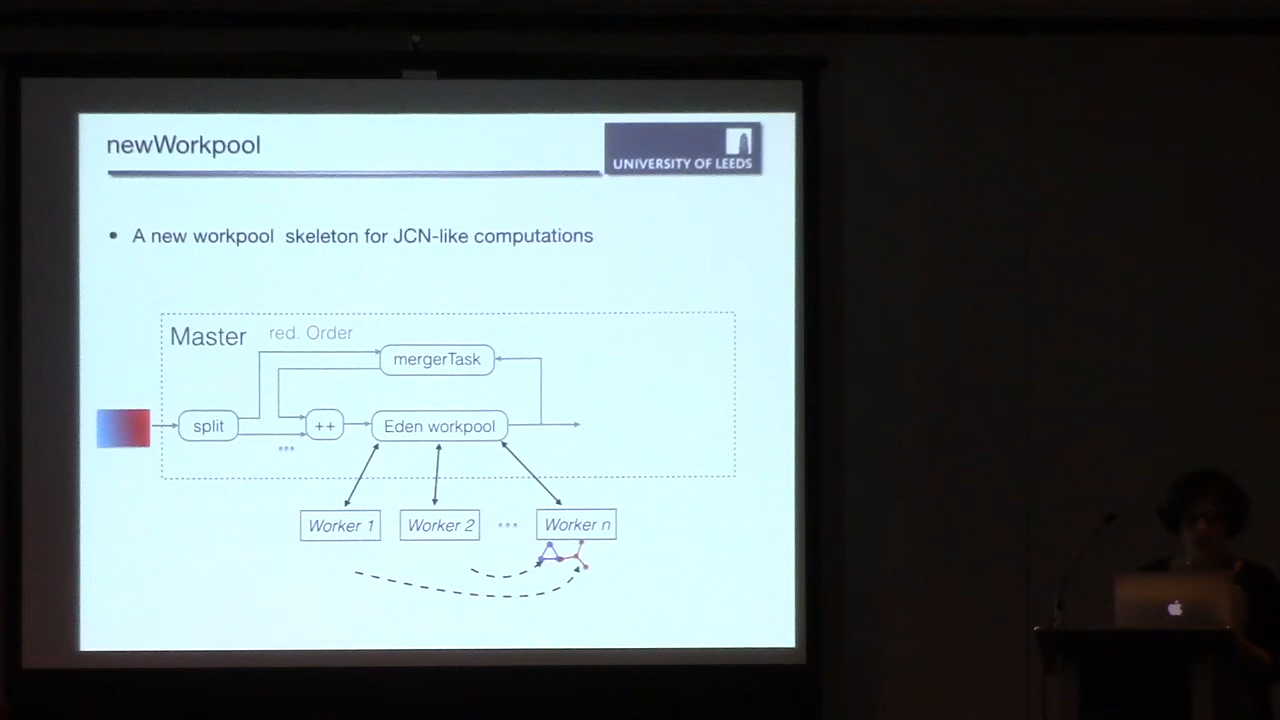 newWorkpool
UNIVERSITY OF LEEDS
• A new workpool skeleton for JCN-like computations
Master red. Order
mergerTask
split
++
Eden workpool
...
Worker 1
Worker 2
...
Worker n